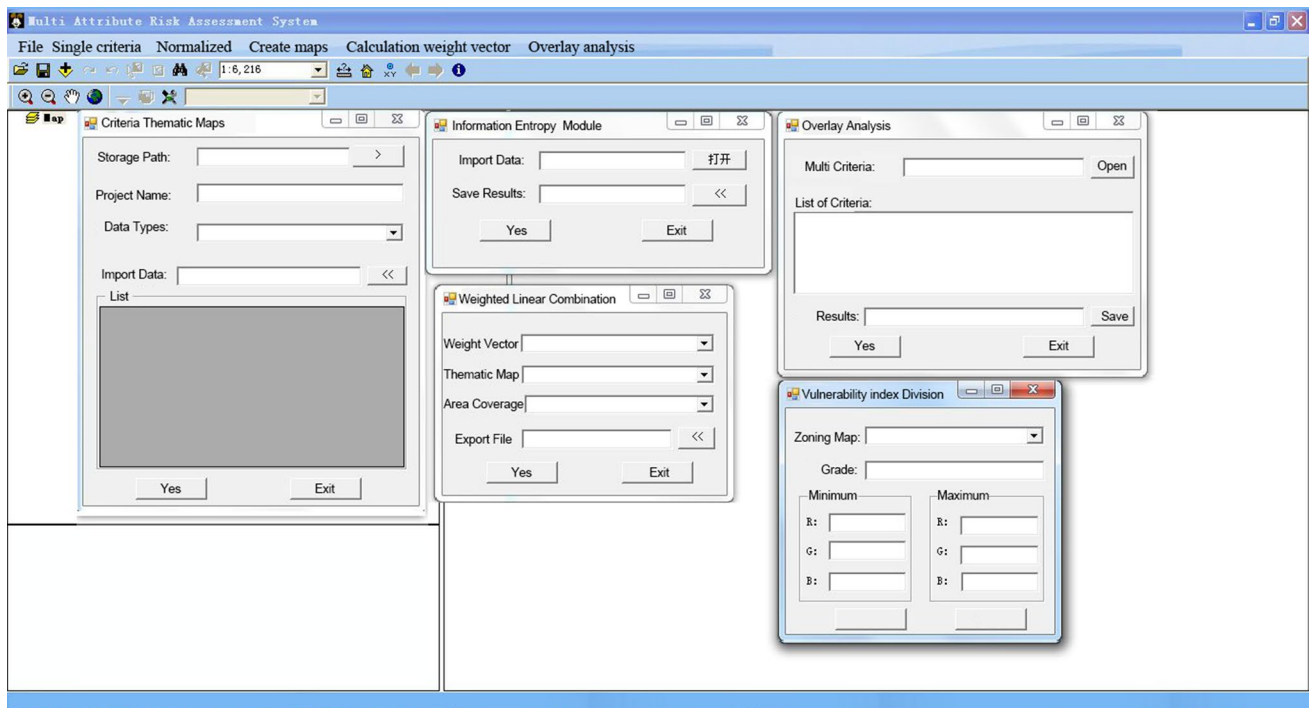 Multi Attribute Risk Assessment System
File Single criteria Normalized Create maps Calculation weight vector Overlay analysis
1:6,216
XY
Map
Criteria Thematic Maps
Storage Path: >
Project Name:
Data Types:
Import Data: <<
List
Yes Exit
Information Entropy Module
Import Data: 打开
Save Results: <<
Yes Exit
Weighted Linear Combination
Weight Vector
Thematic Map
Area Coverage
Export File <<
Yes Exit
Overlay Analysis
Multi Criteria: Open
List of Criteria:
Results: Save
Yes Exit
Vulnerability index Division
Zoning Map:
Grade:
Minimum Maximum
R: R:
G: G:
B: B: